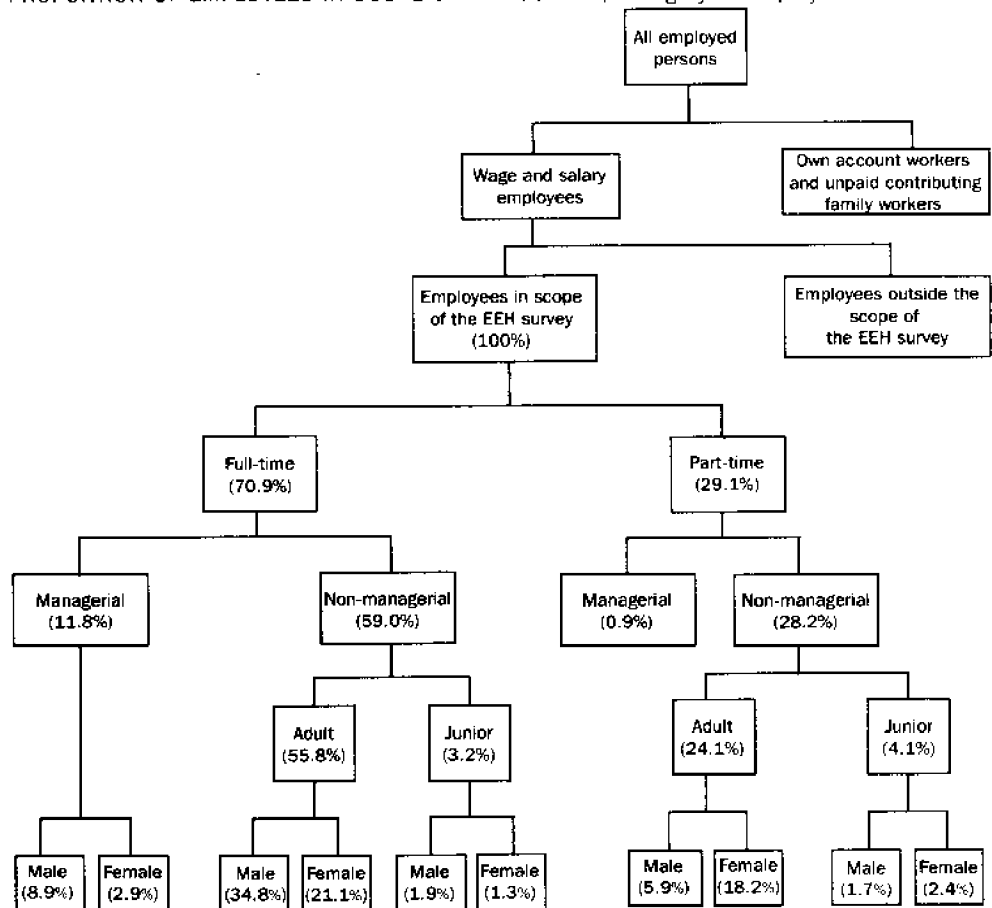 All employed
persons
Wage and salary
employees
Own account workers
and unpaid contributing
family workers
Employees in scope
of the EEH survey
(100%)
Employees outside the
scope of
the EEH survey
Full-time
(70.9%)
Part-time
(29.1%)
Managerial
(11.8%)
Non-managerial
(59.0%)
Managerial
(0.9%)
Non-managerial
(28.2%)
Adult
(55.8%)
Junior
(3.2%)
Adult
(24.1%)
Junior
(4.1%)
Male
(8.9%)
Female
(2.9%)
Male
(34.8%)
Female
(21.1%)
Male
(1.9%)
Female
(1.3%)
Male
(5.9%)
Female
(18.2%)
Male
(1.7%)
Female
(2.4%)